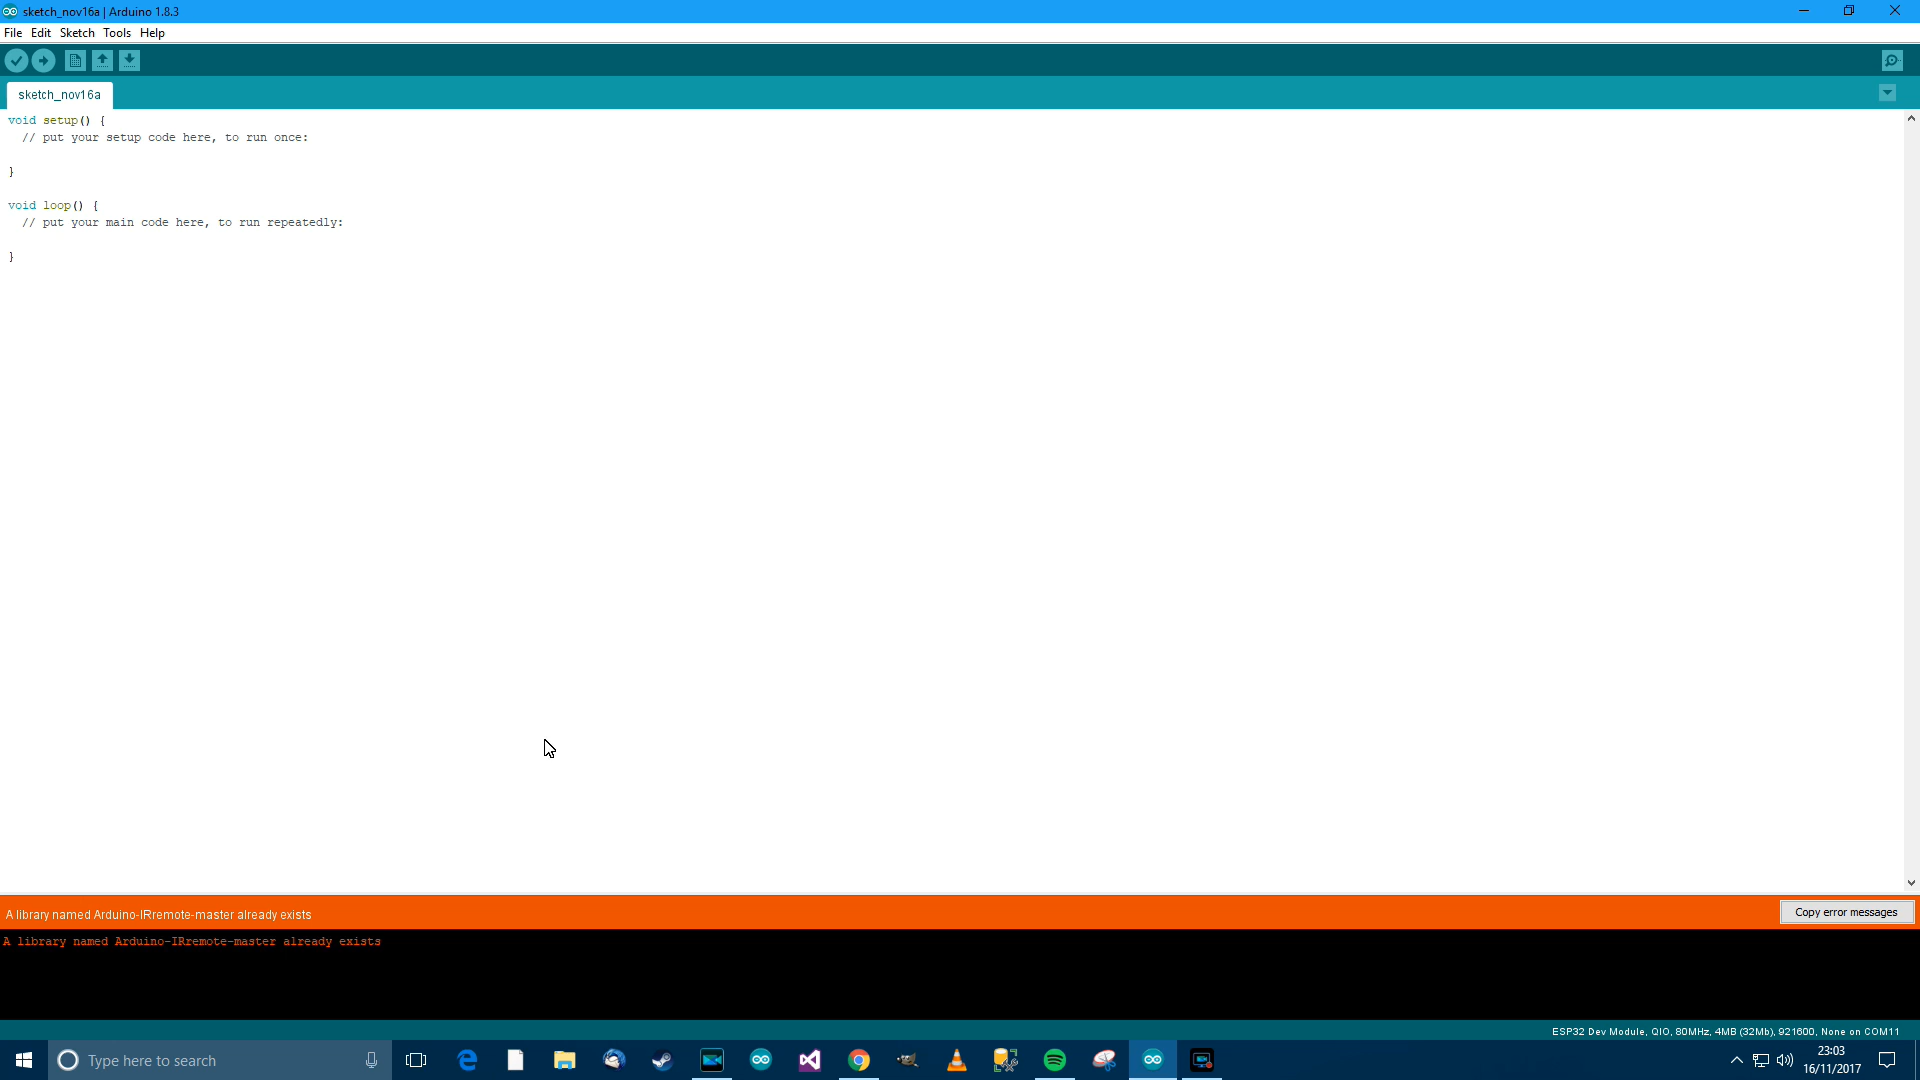 sketch_nov16a | Arduino 1.8.3
File Edit Sketch Tools Help
sketch_nov16a
void setup() {
  // put your setup code here, to run once:
}
void loop() {
  // put your main code here, to run repeatedly:
}
A library named Arduino-IRremote-master already exists
Copy error messages
A library named Arduino-IRremote-master already exists
ESP32 Dev Module, QIO, 80MHz, 4MB (32Mb), 921600, None on COM11
Type here to search
23:03
16/11/2017